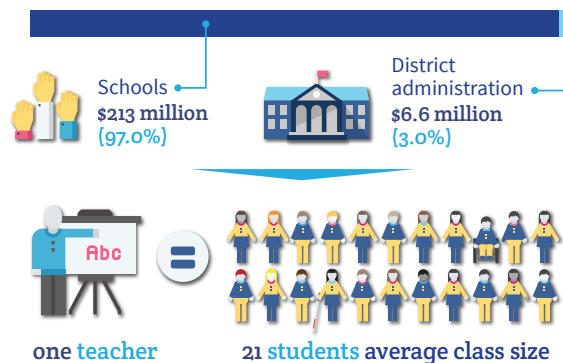 Schools
$213 million
(97.0%)
District
administration
$6.6 million
(3.0%)
Abc
one teacher
21 students average class size